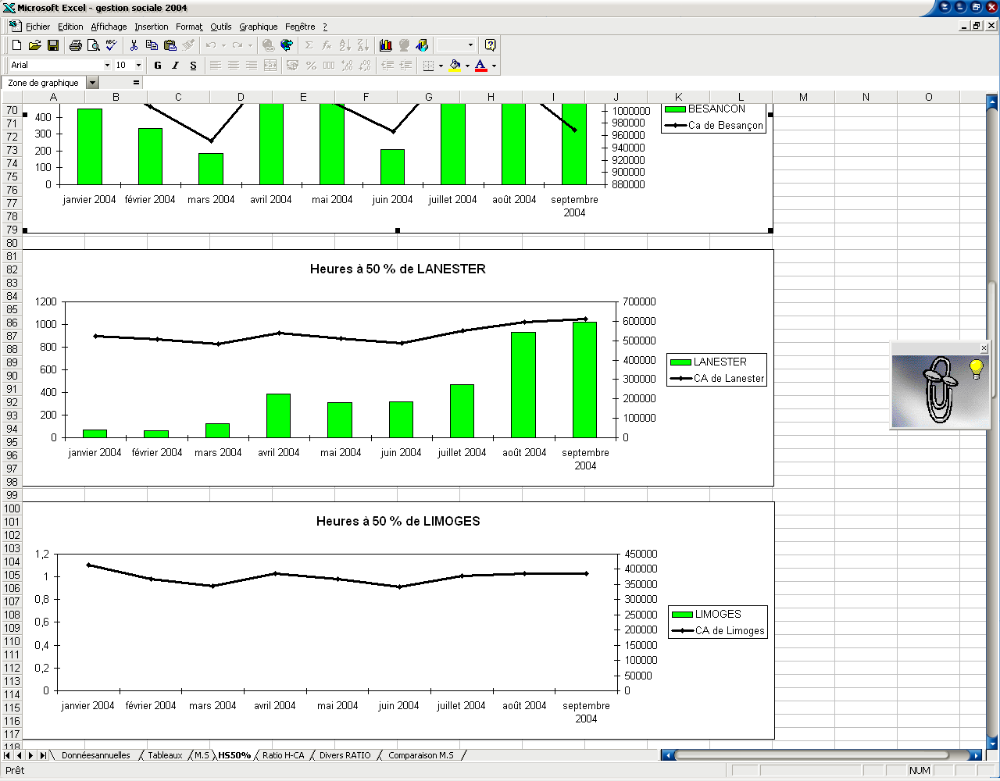 Microsoft Excel - gestion sociale 2004
Fichier Edition Affichage Insertion Format Outils Graphique Fenêtre ?
Arial 10 G I S
Zone de graphique =
A B C D E F G H I J K L M N O P
70 71 72 73 74 75 76 77 78 79 80 81 82 83 84 85 86 87 88 89 90 91 92 93 94 95 96 97 98 99 100 101 102 103 104 105 106 107 108 109 110 111 112 113 114 115 116 117 118
400 300 200 100 0
1000000 980000 960000 940000 920000 900000 880000
janvier 2004 février 2004 mars 2004 avril 2004 mai 2004 juin 2004 juillet 2004 août 2004 septembre 2004
BESANCON
Ca de Besançon
Heures à 50 % de LANESTER
1200 1000 800 600 400 200 0
700000 600000 500000 400000 300000 200000 100000 0
janvier 2004 février 2004 mars 2004 avril 2004 mai 2004 juin 2004 juillet 2004 août 2004 septembre 2004
LANESTER
CA de Lanester
Heures à 50 % de LIMOGES
1,2 1 0,8 0,6 0,4 0,2 0
450000 400000 350000 300000 250000 200000 150000 100000 50000 0
janvier 2004 février 2004 mars 2004 avril 2004 mai 2004 juin 2004 juillet 2004 août 2004 septembre 2004
LIMOGES
CA de Limoges
Donnéesannuelles Tableaux M.S HS50% Ratio H-CA Divers RATIO Comparaison M.S
Prêt NUM